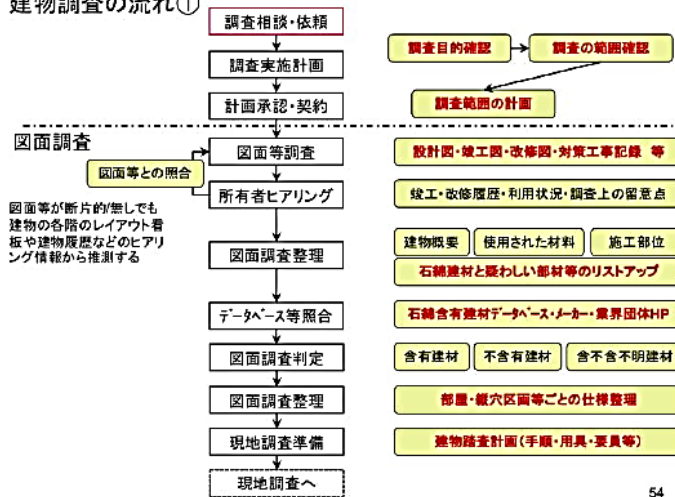 建物調査の流れ①
調査相談・依頼
調査実施計画
計画承認・契約
調査目的確認
調査の範囲確認
調査範囲の計画
図面調査
図面等との照合
図面等が断片的/無しでも
建物の各階のレイアウト看
板や建物履歴などのヒアリ
ング情報から推測する
図面等調査
設計図・竣工図・改修図・対策工事記録 等
所有者ヒアリング
竣工・改修履歴・利用状況・調査上の留意点
図面調査整理
建物概要
使用された材料
施工部位
石綿建材と疑わしい部材等のリストアップ
データベース等照合
石綿含有建材データベース・メーカー・業界団体HP
図面調査判定
含有建材
不含有建材
含不含不明建材
図面調査整理
部屋・縦穴区画等ごとの仕様整理
現地調査準備
建物踏査計画(手順・用具・要員等)
現地調査へ
54